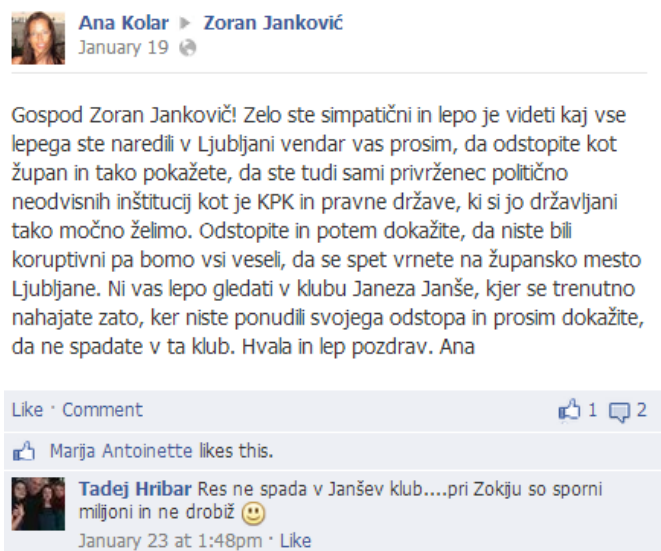 Ana Kolar ▸ Zoran Janković
January 19
Gospod Zoran Jankovič! Zelo ste simpatični in lepo je videti kaj vse
lepega ste naredili v Ljubljani vendar vas prosim, da odstopite kot
župan in tako pokažete, da ste tudi sami privrženec politično
neodvisnih inštitucij kot je KPK in pravne države, ki si jo državljani
tako močno želimo. Odstopite in potem dokažite, da niste bili
koruptivni pa bomo vsi veseli, da se spet vrnete na župansko mesto
Ljubljane. Ni vas lepo gledati v klubu Janeza Janše, kjer se trenutno
nahajate zato, ker niste ponudili svojega odstopa in prosim dokažite,
da ne spadate v ta klub. Hvala in lep pozdrav. Ana
Like · Comment 1 2
Marija Antoinette likes this.
Tadej Hribar Res ne spada v Janšev klub....pri Zokiju so sporni
milijoni in ne drobiž
January 23 at 1:48pm · Like